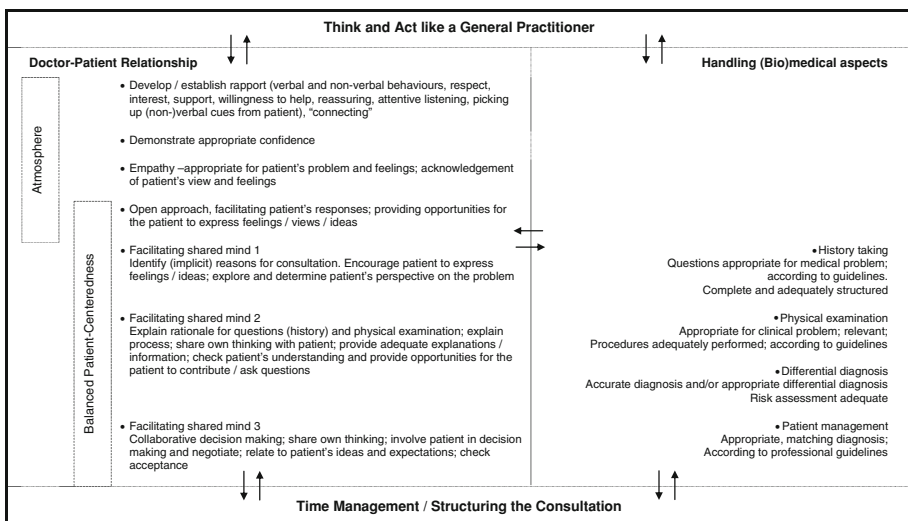 Think and Act like a General Practitioner
Doctor-Patient Relationship
Handling (Bio)medical aspects
Atmosphere
• Develop / establish rapport (verbal and non-verbal behaviours, respect,
interest, support, willingness to help, reassuring, attentive listening, picking
up (non-)verbal cues from patient), “connecting”
• Demonstrate appropriate confidence
• Empathy –appropriate for patient’s problem and feelings; acknowledgement
of patient’s view and feelings
Balanced Patient-Centeredness
• Open approach, facilitating patient’s responses; providing opportunities for
the patient to express feelings / views / ideas
• Facilitating shared mind 1
Identify (implicit) reasons for consultation. Encourage patient to express
feelings / ideas; explore and determine patient’s perspective on the problem
• Facilitating shared mind 2
Explain rationale for questions (history) and physical examination; explain
process; share own thinking with patient; provide adequate explanations /
information; check patient’s understanding and provide opportunities for the
patient to contribute / ask questions
• Facilitating shared mind 3
Collaborative decision making; share own thinking; involve patient in decision
making and negotiate; relate to patient’s ideas and expectations; check
acceptance
• History taking
Questions appropriate for medical problem;
according to guidelines.
Complete and adequately structured
• Physical examination
Appropriate for clinical problem; relevant;
Procedures adequately performed; according to guidelines
• Differential diagnosis
Accurate diagnosis and/or appropriate differential diagnosis
Risk assessment adequate
• Patient management
Appropriate, matching diagnosis;
According to professional guidelines
Time Management / Structuring the Consultation